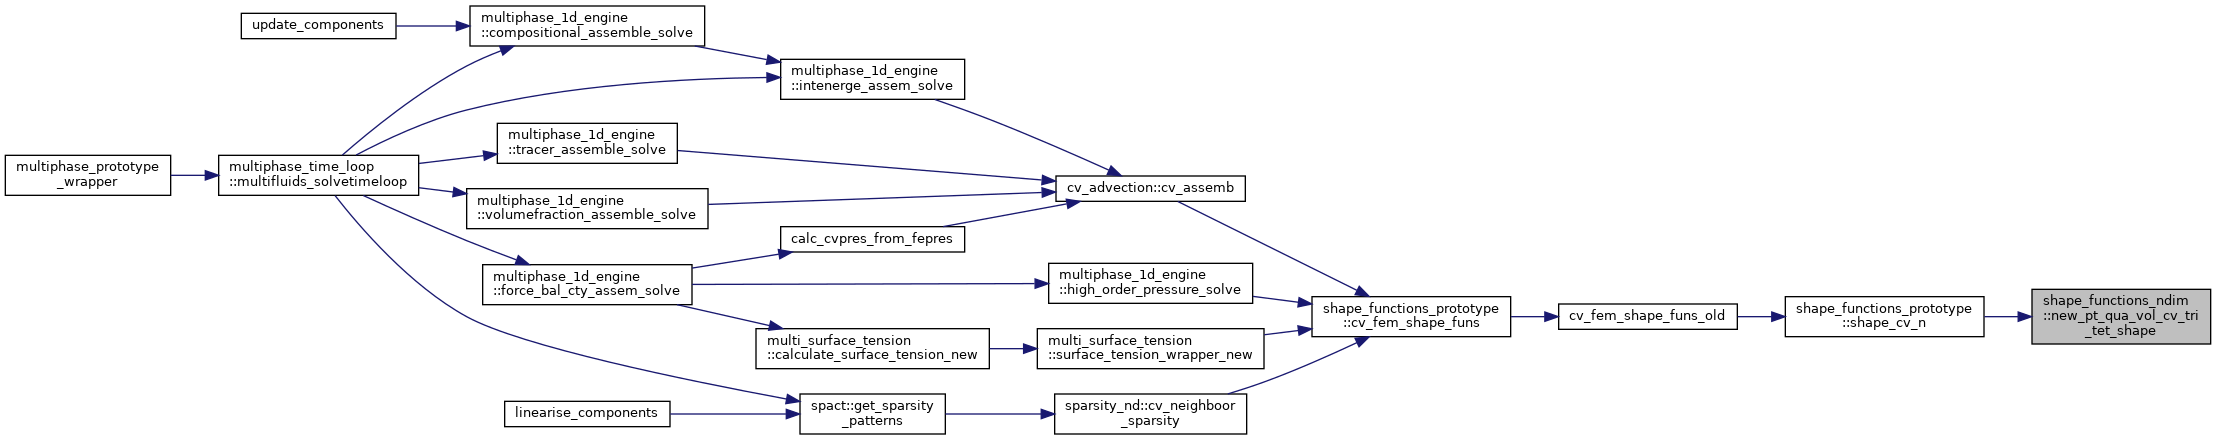 update_components
multiphase_1d_engine
::compositional_assemble_solve
multiphase_1d_engine
::intenerge_assem_solve
multiphase_1d_engine
::tracer_assemble_solve
multiphase_prototype
_wrapper
multiphase_time_loop
::multifluids_solvetimeloop
cv_advection::cv_assemb
multiphase_1d_engine
::volumefraction_assemble_solve
calc_cvpres_from_fepres
multiphase_1d_engine
::force_bal_cty_assem_solve
multiphase_1d_engine
::high_order_pressure_solve
shape_functions_prototype
::cv_fem_shape_funs
cv_fem_shape_funs_old
shape_functions_prototype
::shape_cv_n
shape_functions_ndim
::new_pt_qua_vol_cv_tri
_tet_shape
multi_surface_tension
::calculate_surface_tension_new
multi_surface_tension
::surface_tension_wrapper_new
linearise_components
spact::get_sparsity
_patterns
sparsity_nd::cv_neighboor
_sparsity